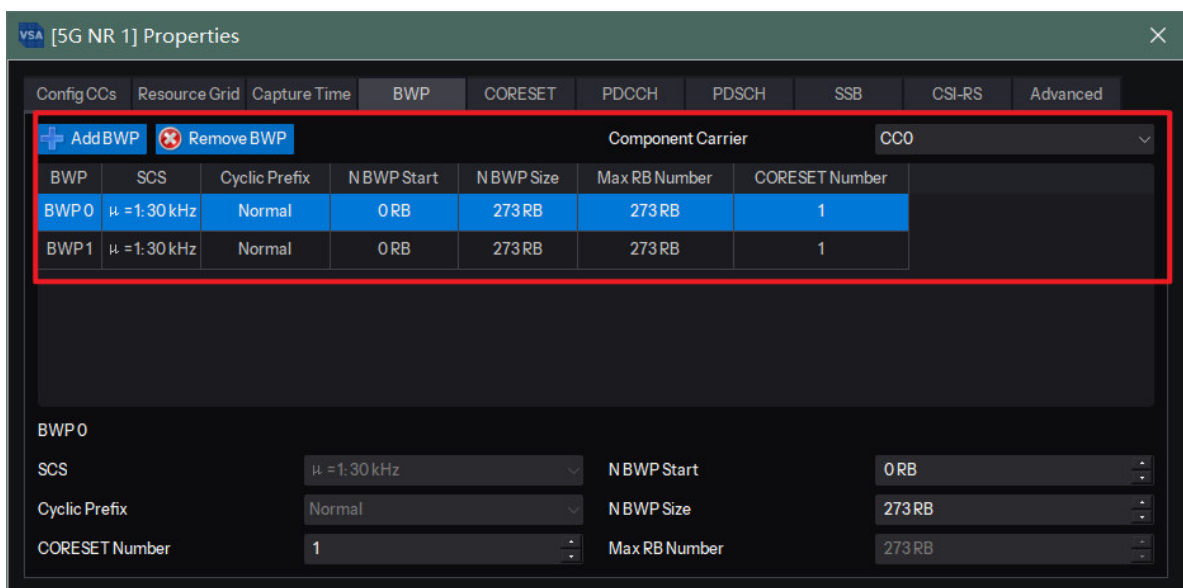 VSA [5G NR 1] Properties
Config CCs Resource Grid Capture Time BWP CORESET PDCCH PDSCH SSB CSI-RS Advanced
Add BWP Remove BWP Component Carrier CC0
BWP SCS Cyclic Prefix N BWP Start N BWP Size Max RB Number CORESET Number
BWP 0 μ =1: 30 kHz Normal 0 RB 273 RB 273 RB 1
BWP 1 μ =1: 30 kHz Normal 0 RB 273 RB 273 RB 1
BWP 0
SCS μ =1: 30 kHz N BWP Start 0 RB
Cyclic Prefix Normal N BWP Size 273 RB
CORESET Number 1 Max RB Number 273 RB